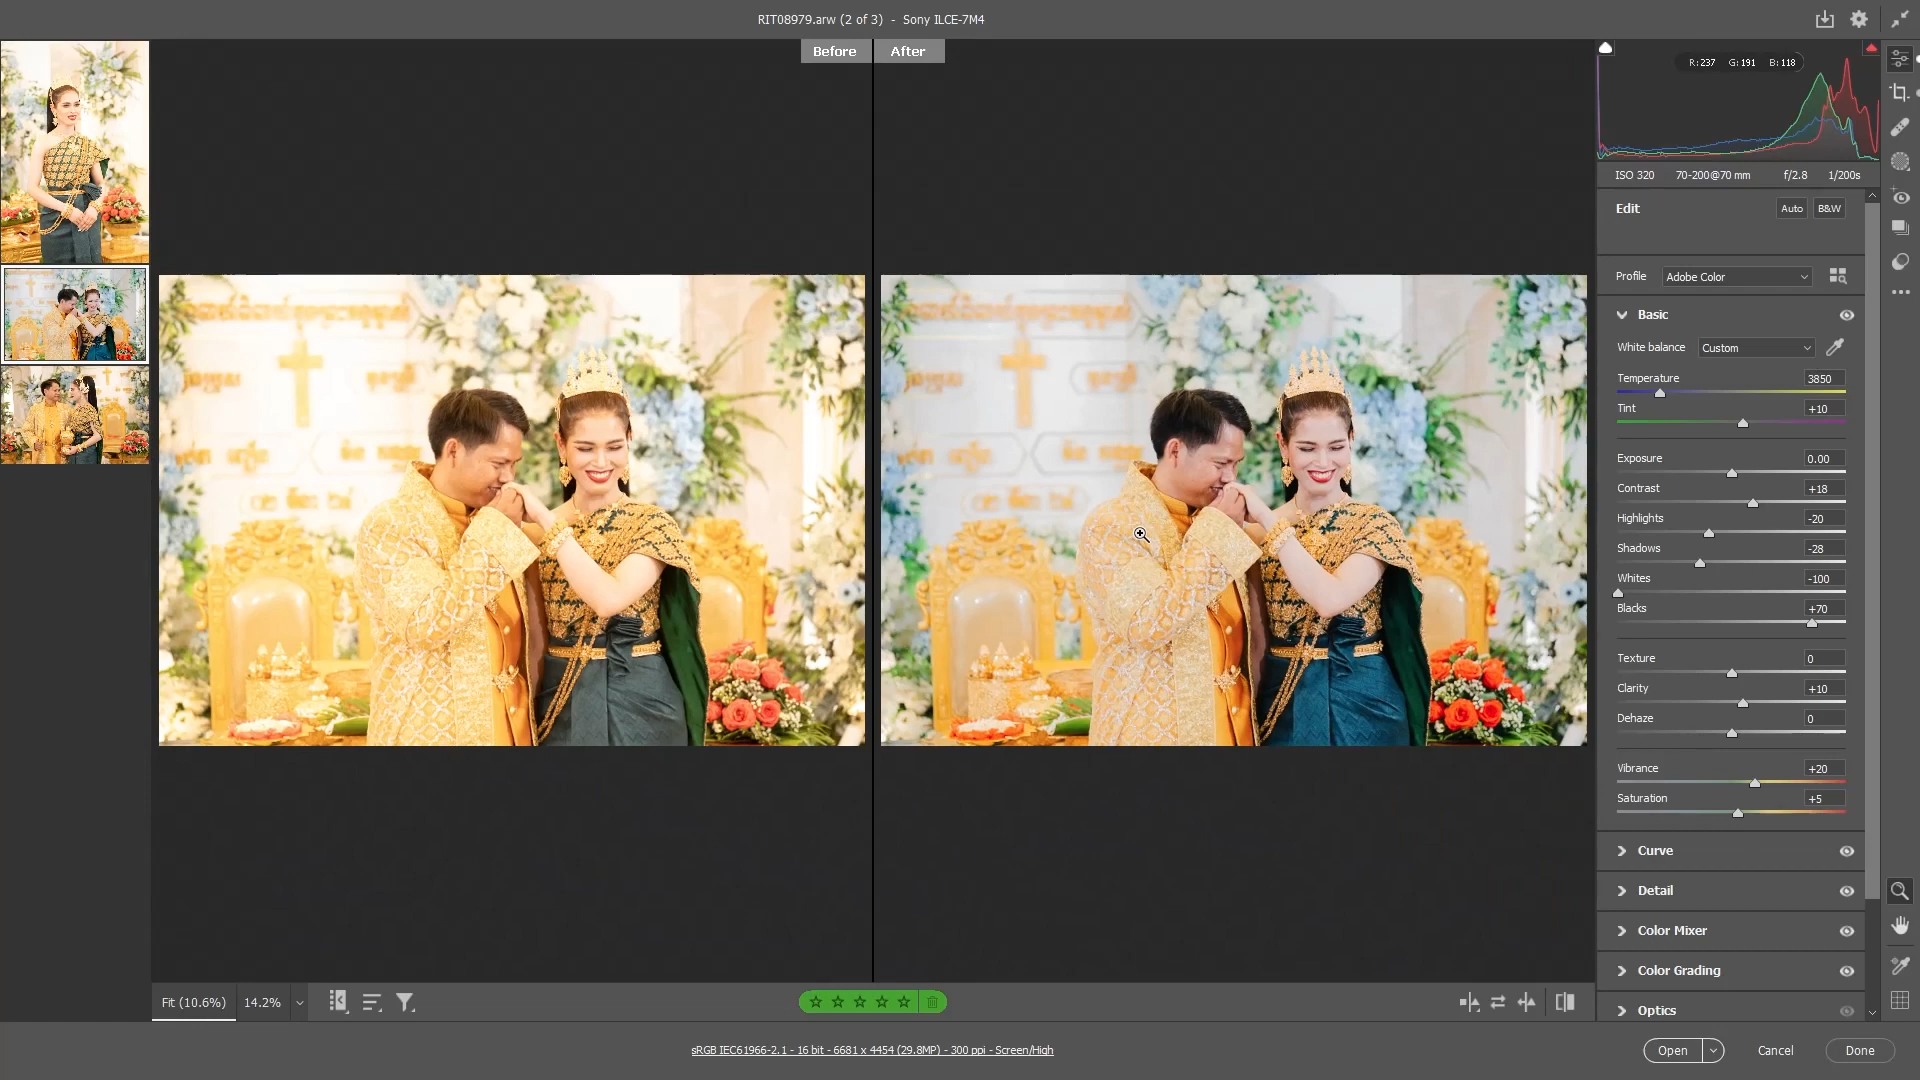 RIT08979.arw (2 of 3)  -  Sony ILCE-7M4
Before
After
R:237 G:191 B:118
ISO 320 70-200@70 mm f/2.8 1/200s
Edit Auto B&W
Profile Adobe Color
Basic
White balance Custom
Temperature 3850
Tint +10
Exposure 0.00
Contrast +18
Highlights -20
Shadows -28
Whites -100
Blacks +70
Texture 0
Clarity +10
Dehaze 0
Vibrance +20
Saturation +5
Curve
Detail
Color Mixer
Color Grading
Optics
Fit (10.6%) 14.2%
sRGB IEC61966-2.1 - 16 bit - 6681 x 4454 (29.8MP) - 300 ppi - Screen/High
Open Cancel Done